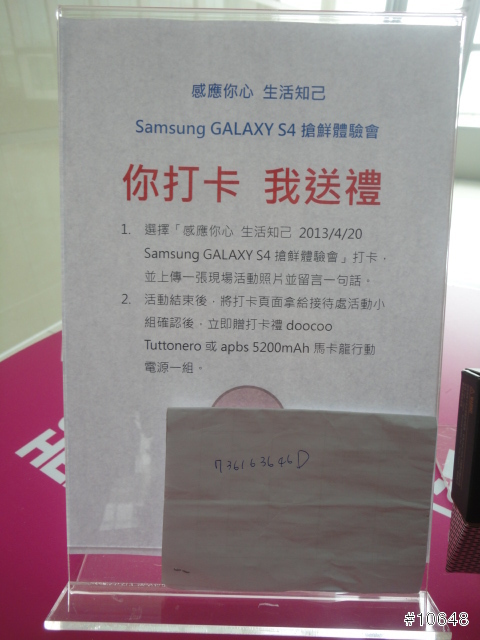 感應你心 生活知己
Samsung GALAXY S4 搶鮮體驗會
你打卡 我送禮
1. 選擇「感應你心 生活知己 2013/4/20
Samsung GALAXY S4 搶鮮體驗會」打卡，
並上傳一張現場活動照片並留言一句話。
2. 活動結束後，將打卡頁面拿給接待處活動小
組確認後，立即贈打卡禮 doocoo
Tuttonero 或 apbs 5200mAh 馬卡龍行動
電源一組。
736163646D
#10648